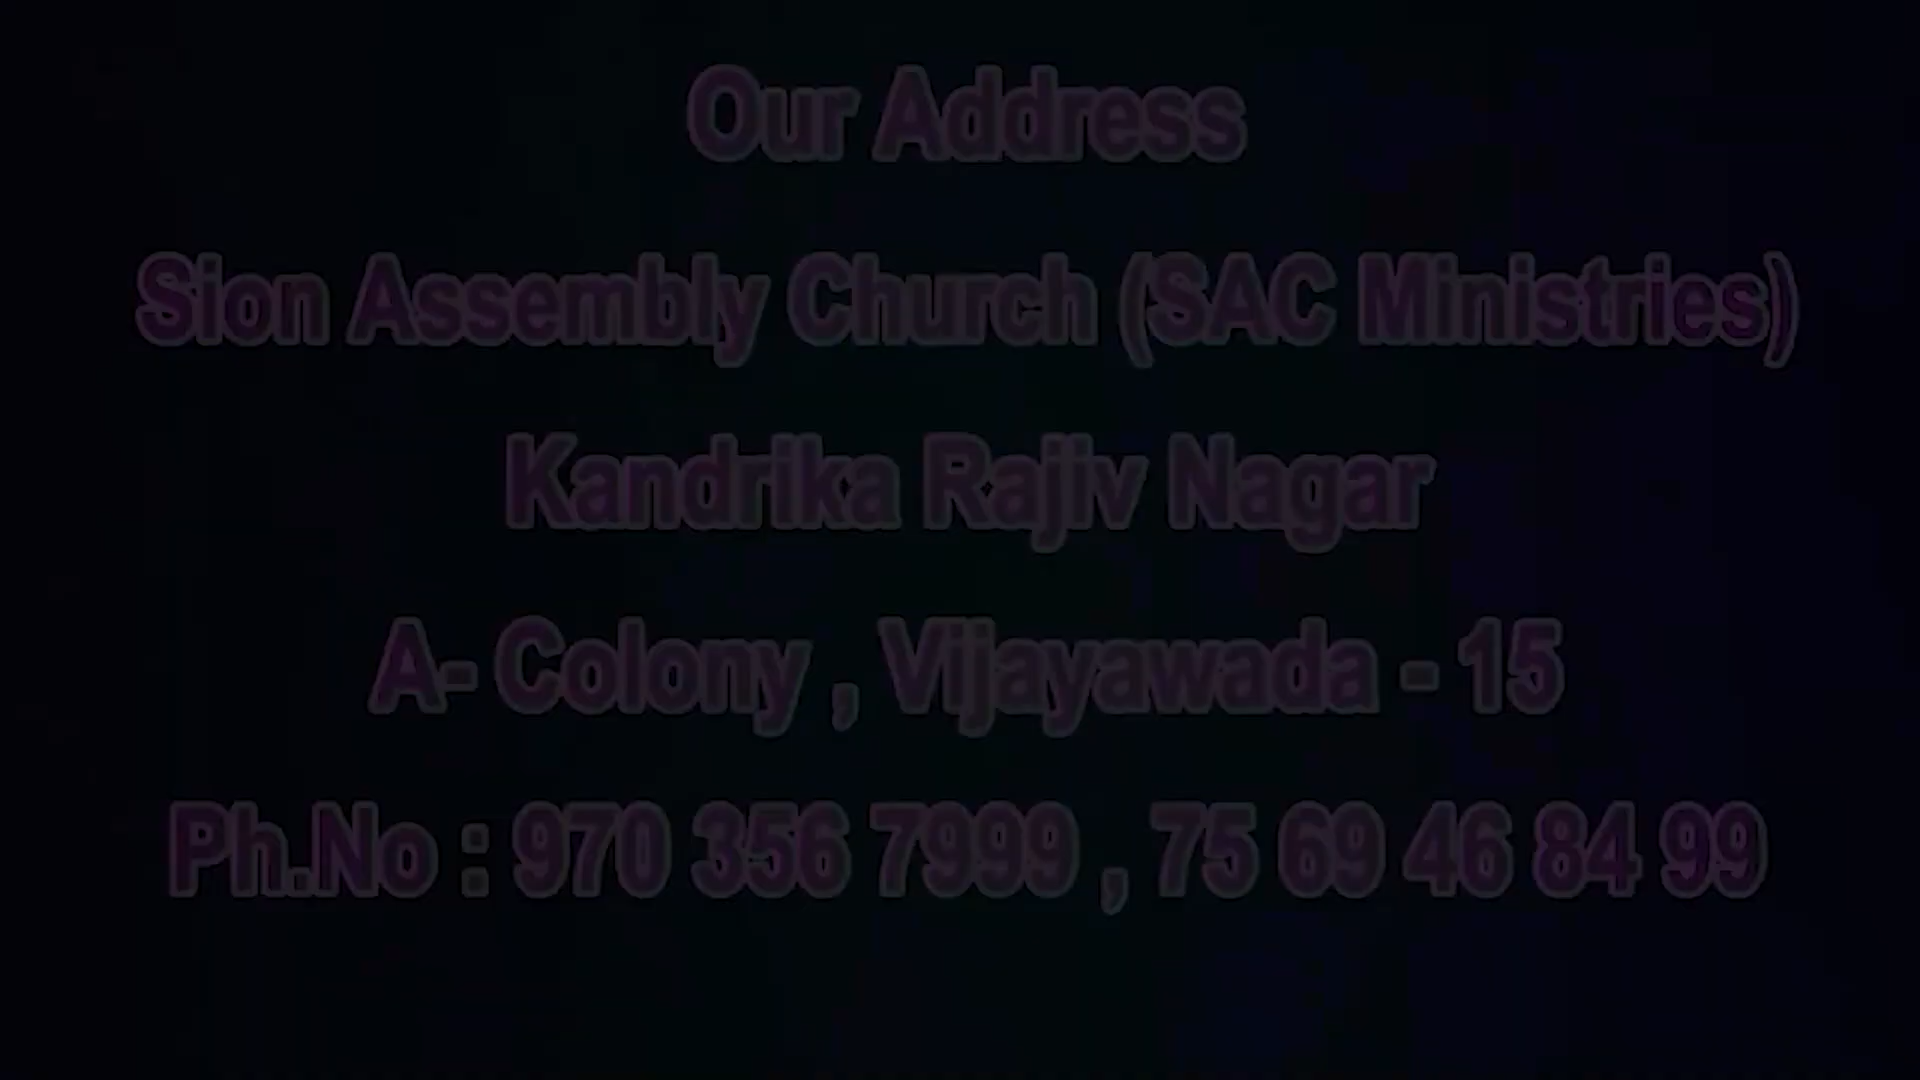 Our Address
Sion Assembly Church (SAC Ministries)
Kandrika Rajiv Nagar
A- Colony , Vijayawada - 15
Ph.No : 970 356 7999 , 75 69 46 84 99